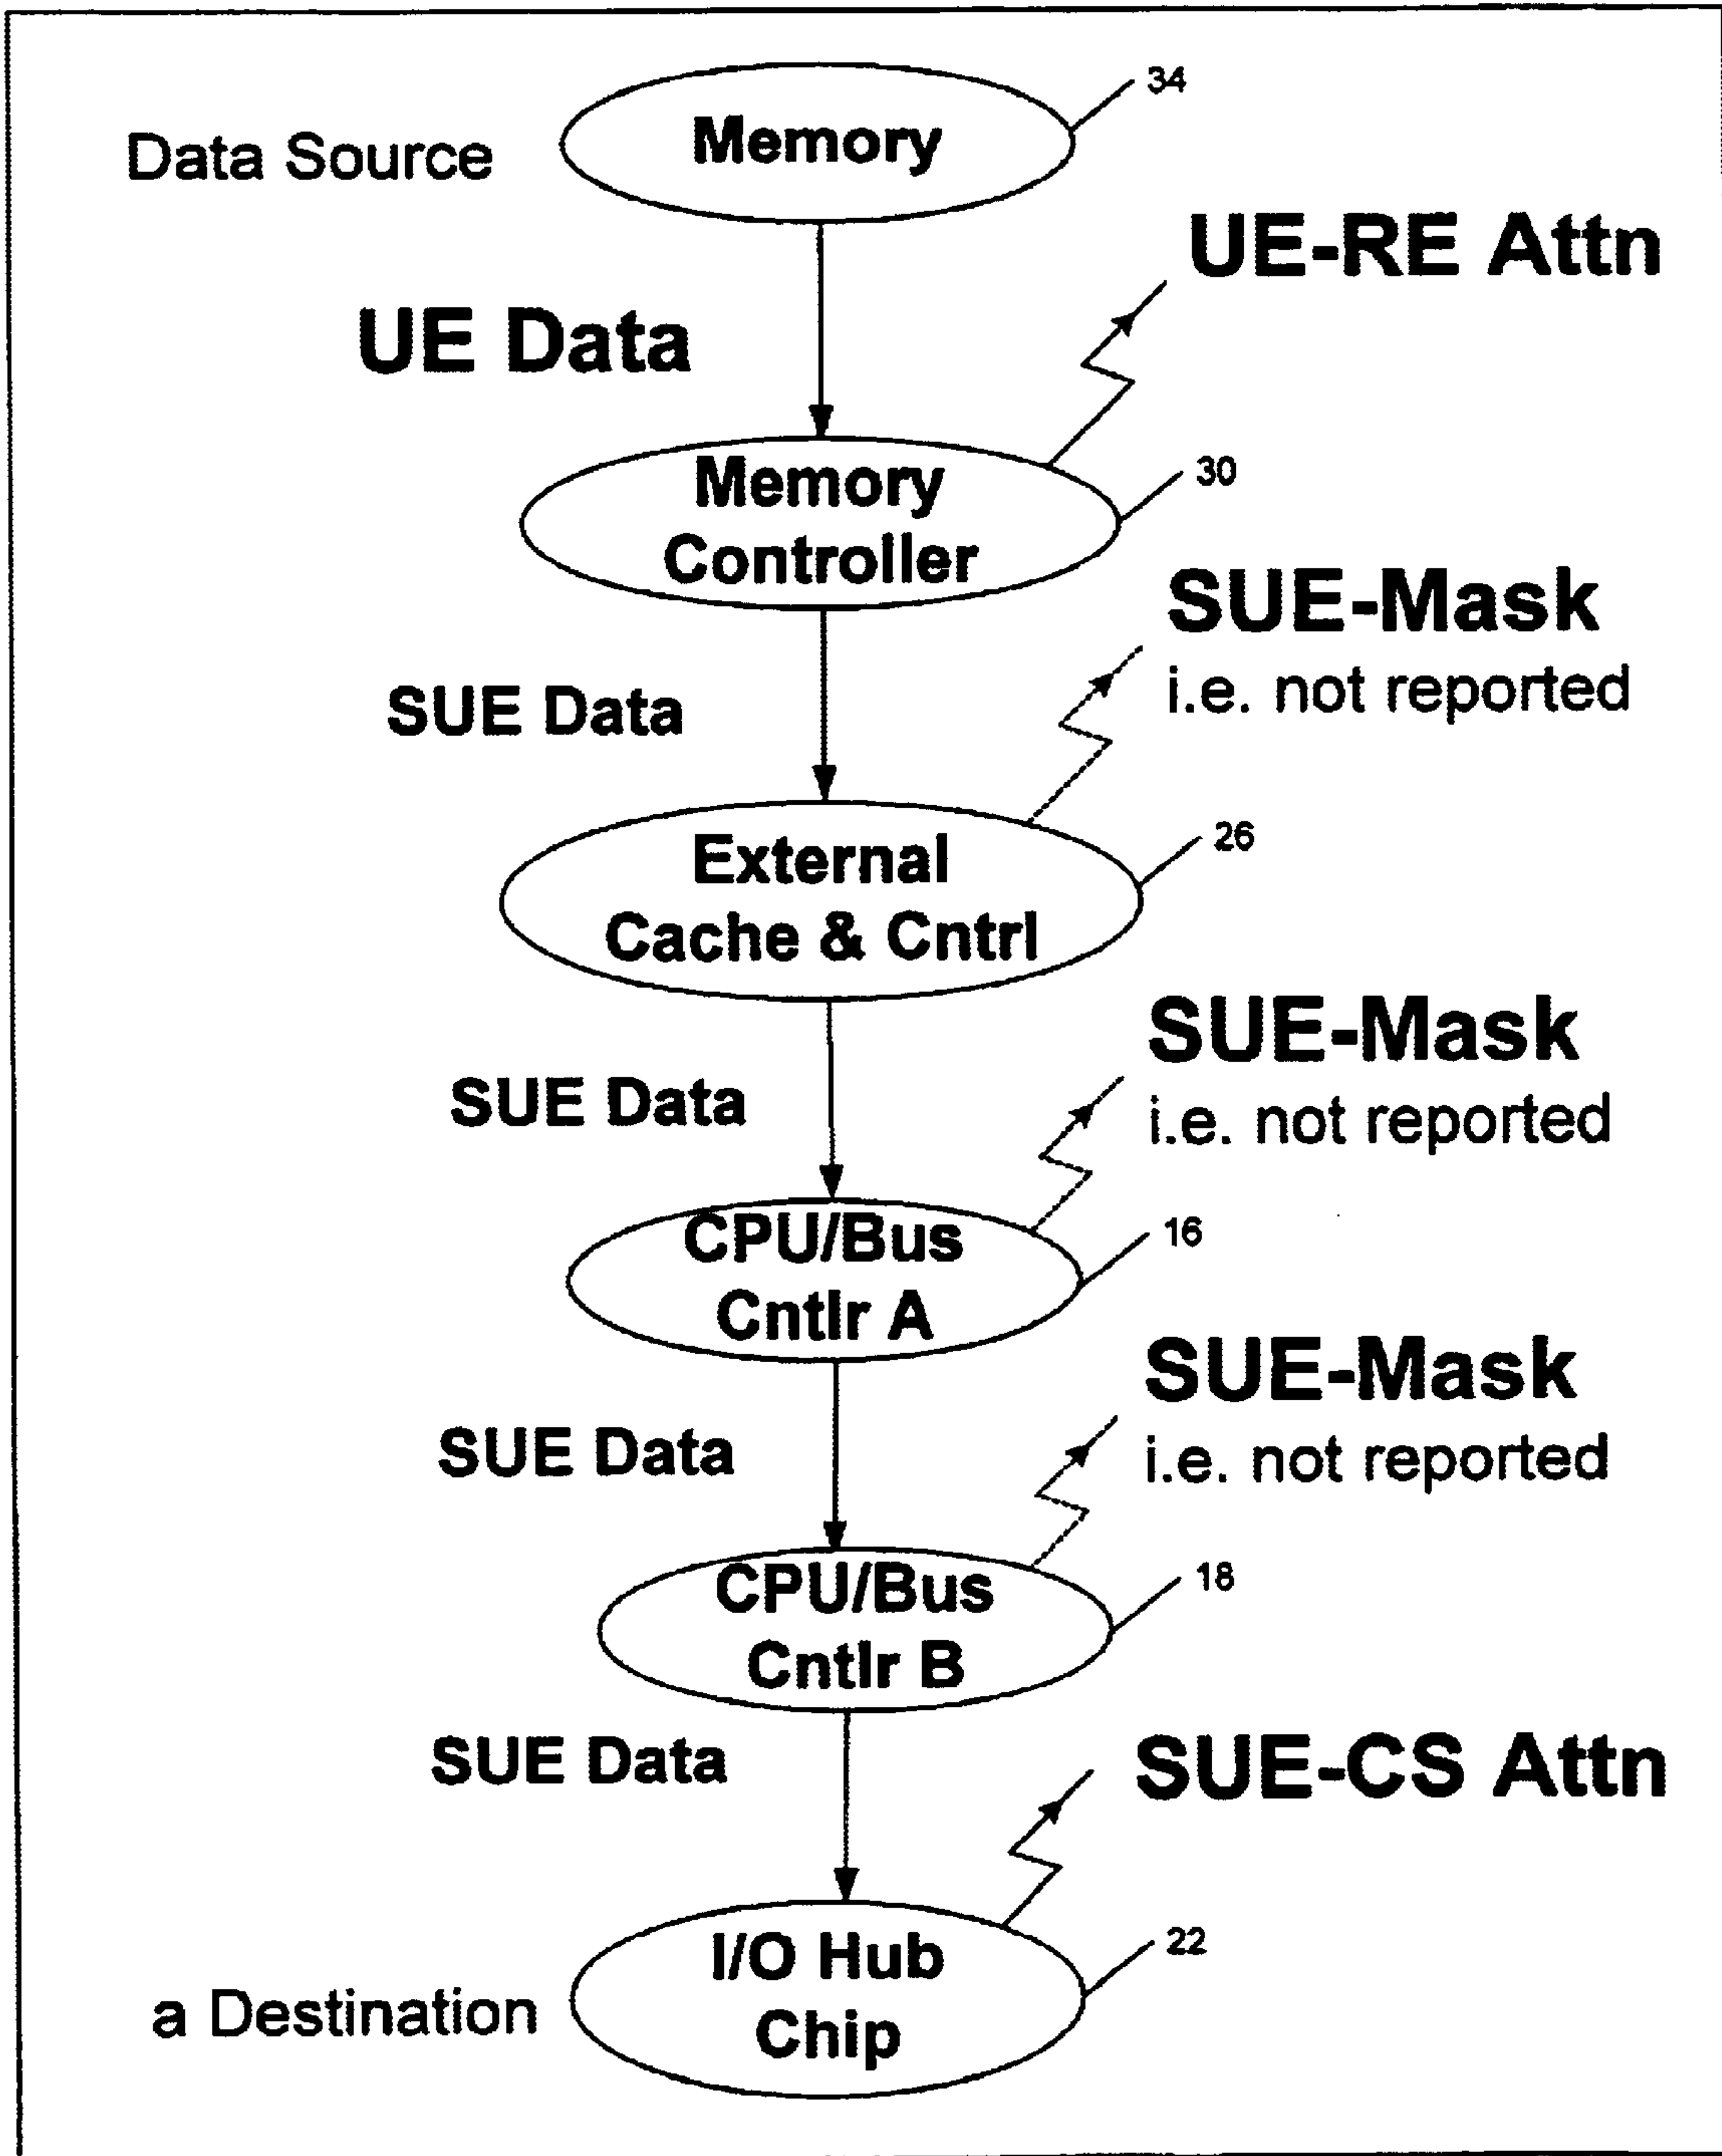 34
Data Source
Memory
UE-RE Attn
UE Data
Memory
Controller
30
SUE-Mask
i.e. not reported
SUE Data
External
Cache & Cntrl
26
SUE-Mask
i.e. not reported
SUE Data
CPU/Bus
Cntlr A
16
SUE-Mask
i.e. not reported
SUE Data
CPU/Bus
Cntlr B
18
SUE Data
SUE-CS Attn
I/O Hub
Chip
22
a Destination